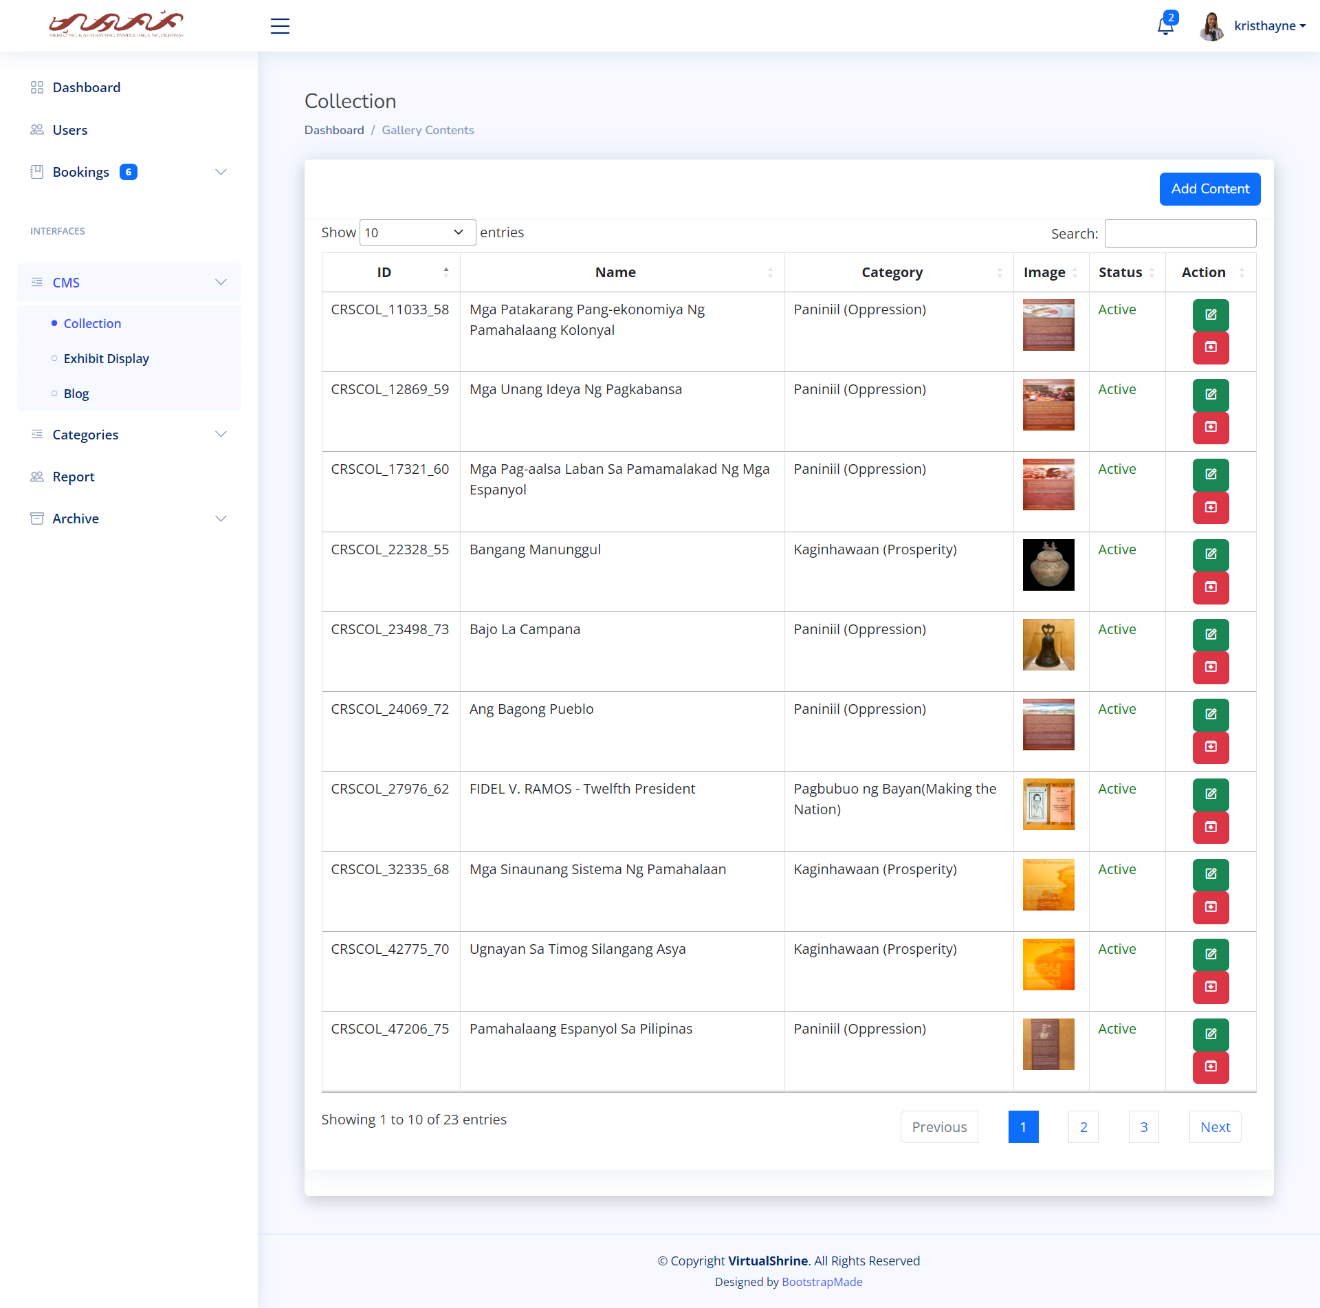 2
kristhayne
Dashboard
Users
Bookings 6
INTERFACES
CMS
Collection
Exhibit Display
Blog
Categories
Report
Archive
Collection
Dashboard / Gallery Contents
Add Content
Show 10 entries
Search:
ID Name Category Image Status Action
CRSCOL_11033_58 Mga Patakarang Pang-ekonomiya Ng Paniniil (Oppression) Active
Pamahalaang Kolonyal
CRSCOL_12869_59 Mga Unang Ideya Ng Pagkabansa Paniniil (Oppression) Active
CRSCOL_17321_60 Mga Pag-aalsa Laban Sa Pamamalakad Ng Mga Paniniil (Oppression) Active
Espanyol
CRSCOL_22328_55 Bangang Manunggul Kaginhawaan (Prosperity) Active
CRSCOL_23498_73 Bajo La Campana Paniniil (Oppression) Active
CRSCOL_24069_72 Ang Bagong Pueblo Paniniil (Oppression) Active
CRSCOL_27976_62 FIDEL V. RAMOS - Twelfth President Pagbubuo ng Bayan(Making the Active
Nation)
CRSCOL_32335_68 Mga Sinaunang Sistema Ng Pamahalaan Kaginhawaan (Prosperity) Active
CRSCOL_42775_70 Ugnayan Sa Timog Silangang Asya Kaginhawaan (Prosperity) Active
CRSCOL_47206_75 Pamahalaang Espanyol Sa Pilipinas Paniniil (Oppression) Active
Showing 1 to 10 of 23 entries
Previous 1 2 3 Next
© Copyright VirtualShrine. All Rights Reserved
Designed by BootstrapMade